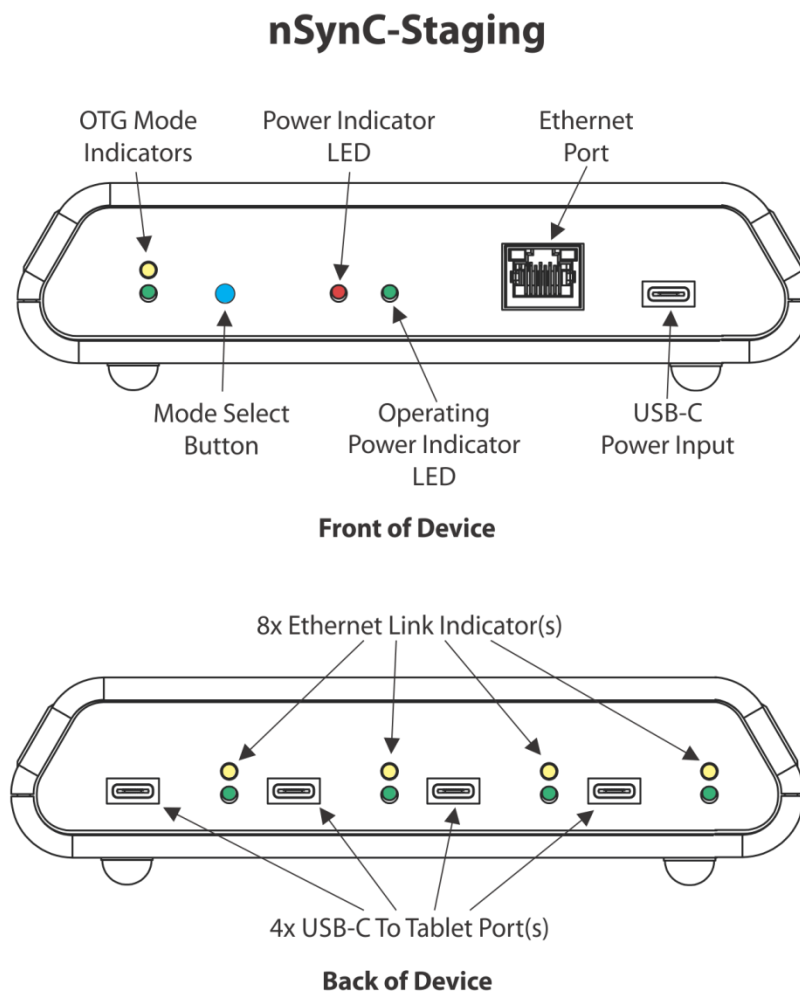 nSynC-Staging
OTG Mode
Indicators
Power Indicator
LED
Ethernet
Port
Mode Select
Button
Operating
Power Indicator
LED
USB-C
Power Input
Front of Device
8x Ethernet Link Indicator(s)
4x USB-C To Tablet Port(s)
Back of Device